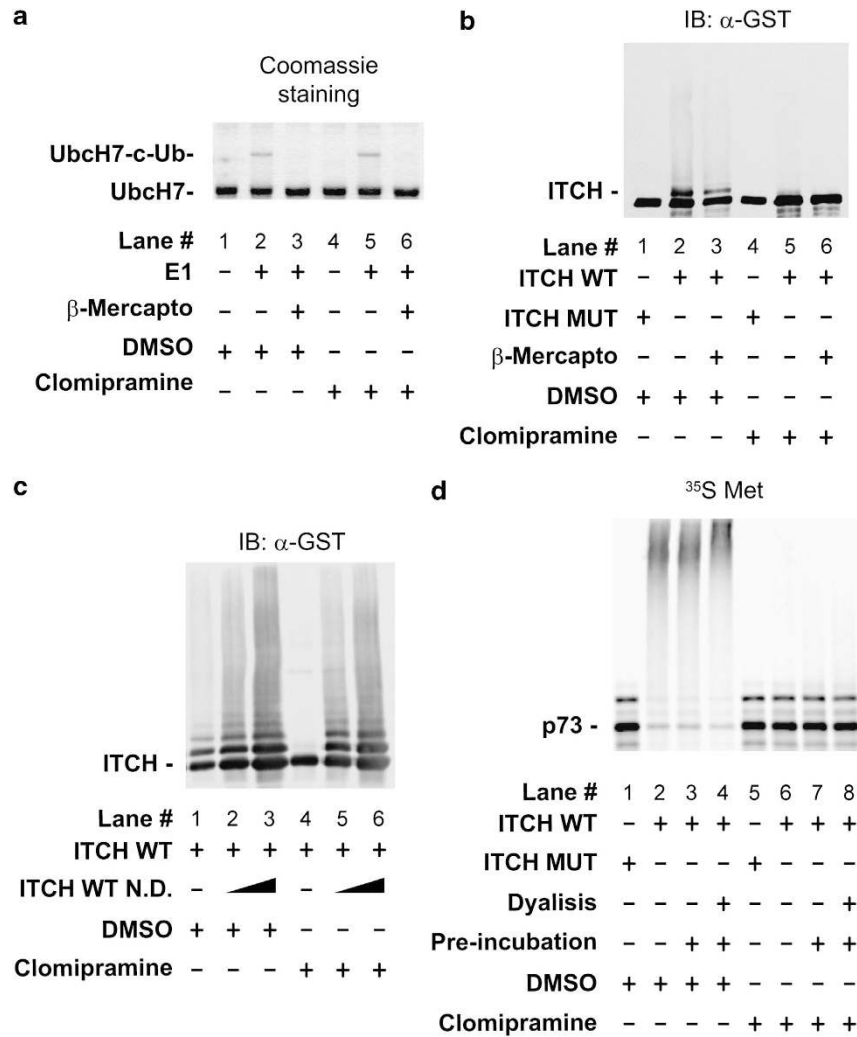 a
Coomassie
staining
UbcH7-c-Ub-
UbcH7-
Lane # 1 2 3 4 5 6
E1 – + + – + +
β-Mercapto – – + – – +
DMSO + + + – – –
Clomipramine – – – + + +
b
IB: α-GST
ITCH -
Lane # 1 2 3 4 5 6
ITCH WT – + + – + +
ITCH MUT + – – + – –
β-Mercapto – – + – – +
DMSO + + + – – –
Clomipramine – – – + + +
c
IB: α-GST
ITCH -
Lane # 1 2 3 4 5 6
ITCH WT + + + + + +
ITCH WT N.D. – –
DMSO + + + – – –
Clomipramine – – – + + +
d
³⁵S Met
p73 -
Lane # 1 2 3 4 5 6 7 8
ITCH WT – + + + – + + +
ITCH MUT + – – – + – – –
Dyalisis – – – + – – – +
Pre-incubation – – + + – – + +
DMSO + + + + – – – –
Clomipramine – – – – + + + +